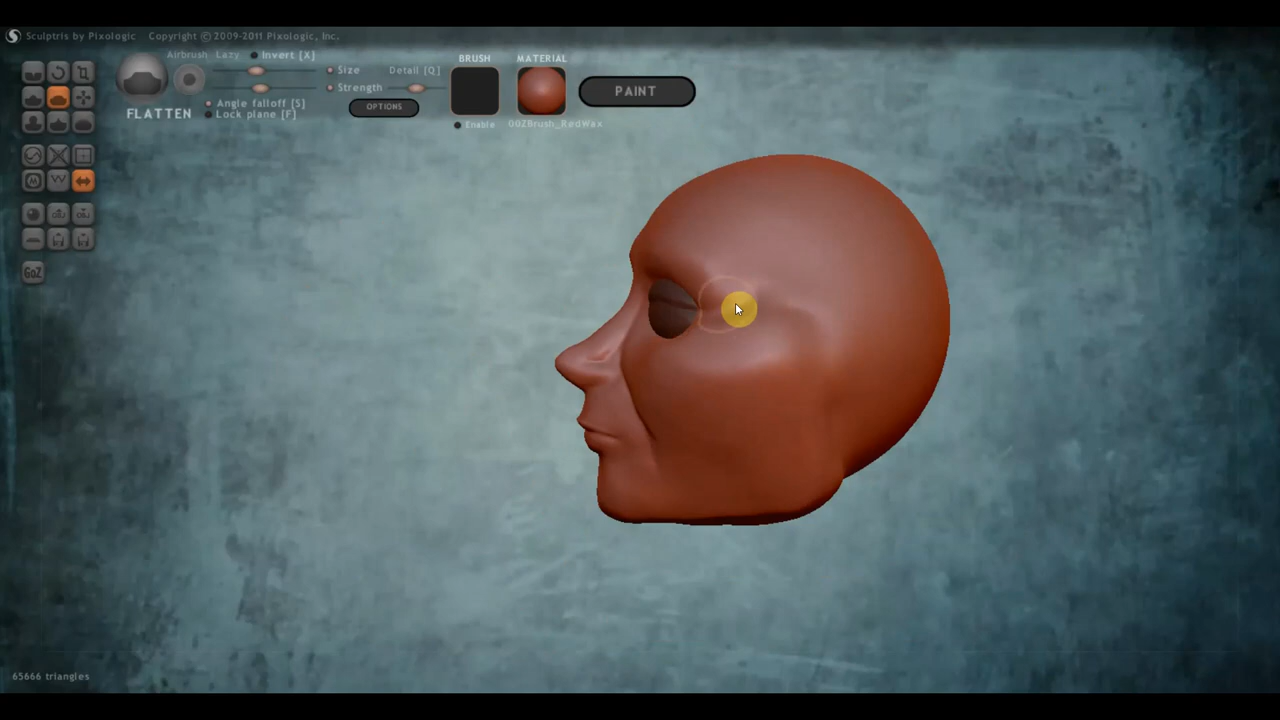 Sculptris by Pixologic Copyright ©2009-2011 Pixologic, Inc.
Airbrush Lazy Invert [X]
Size Detail [Q]
Strength
Angle falloff [S]
Lock plane [F]
FLATTEN
OPTIONS
BRUSH
Enable
MATERIAL
00ZBrush_RedWax
PAINT
GoZ
65666 triangles